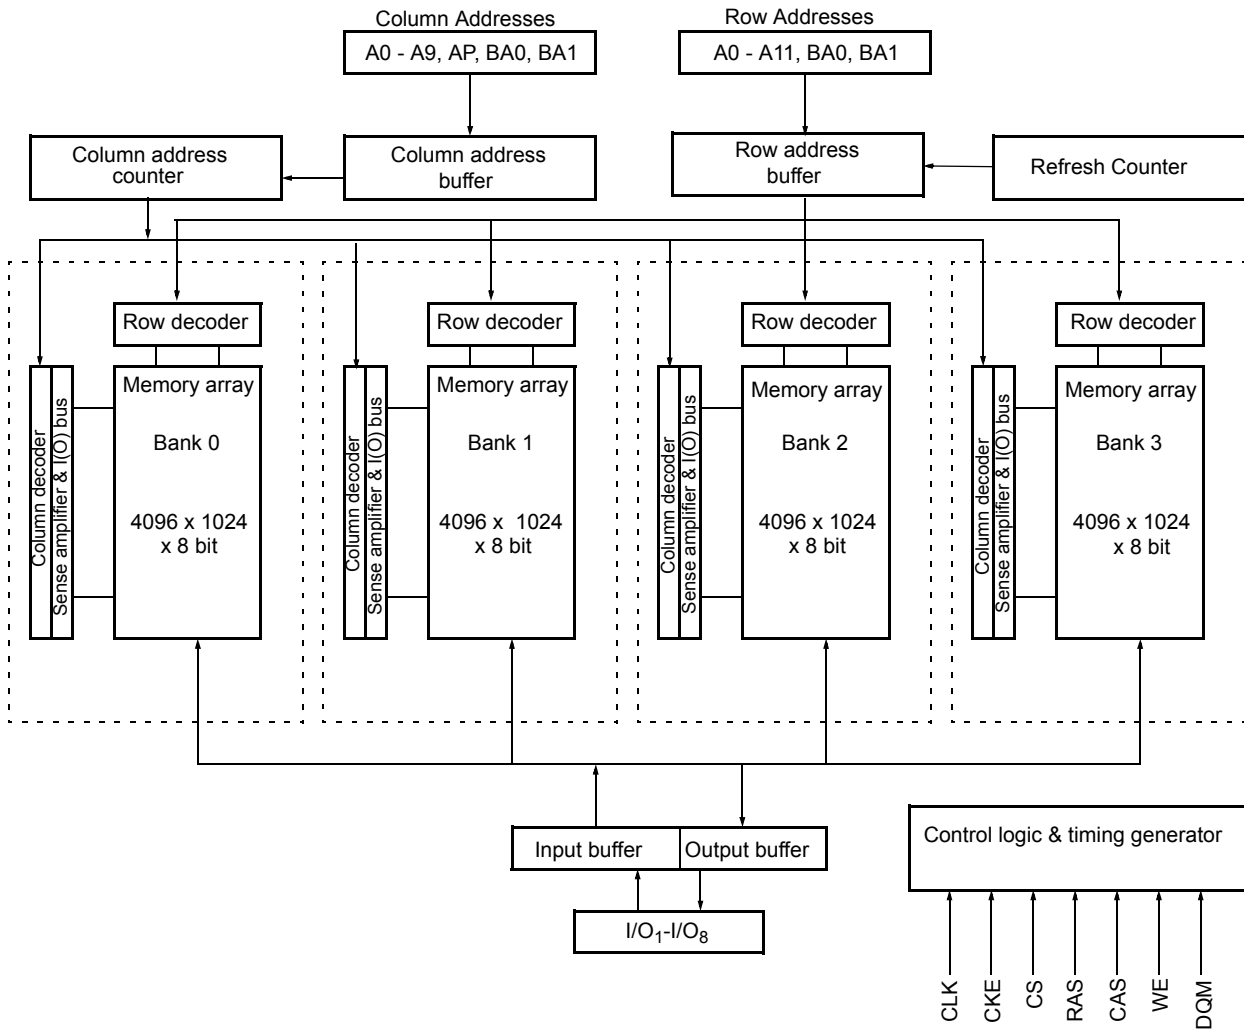 Column Addresses
Row Addresses
A0 - A9, AP, BA0, BA1
A0 - A11, BA0, BA1
Column address
counter
Column address
buffer
Row address
buffer
Refresh Counter
Row decoder
Row decoder
Row decoder
Row decoder
Column decoder
Sense amplifier & I(O) bus
Memory array
Bank 0
4096 x 1024
x 8 bit
Column decoder
Sense amplifier & I(O) bus
Memory array
Bank 1
4096 x 1024
x 8 bit
Column decoder
Sense amplifier & I(O) bus
Memory array
Bank 2
4096 x 1024
x 8 bit
Column decoder
Sense amplifier & I(O) bus
Memory array
Bank 3
4096 x 1024
x 8 bit
Input buffer
Output buffer
I/O1-I/O8
Control logic & timing generator
CLK
CKE
CS
RAS
CAS
WE
DQM